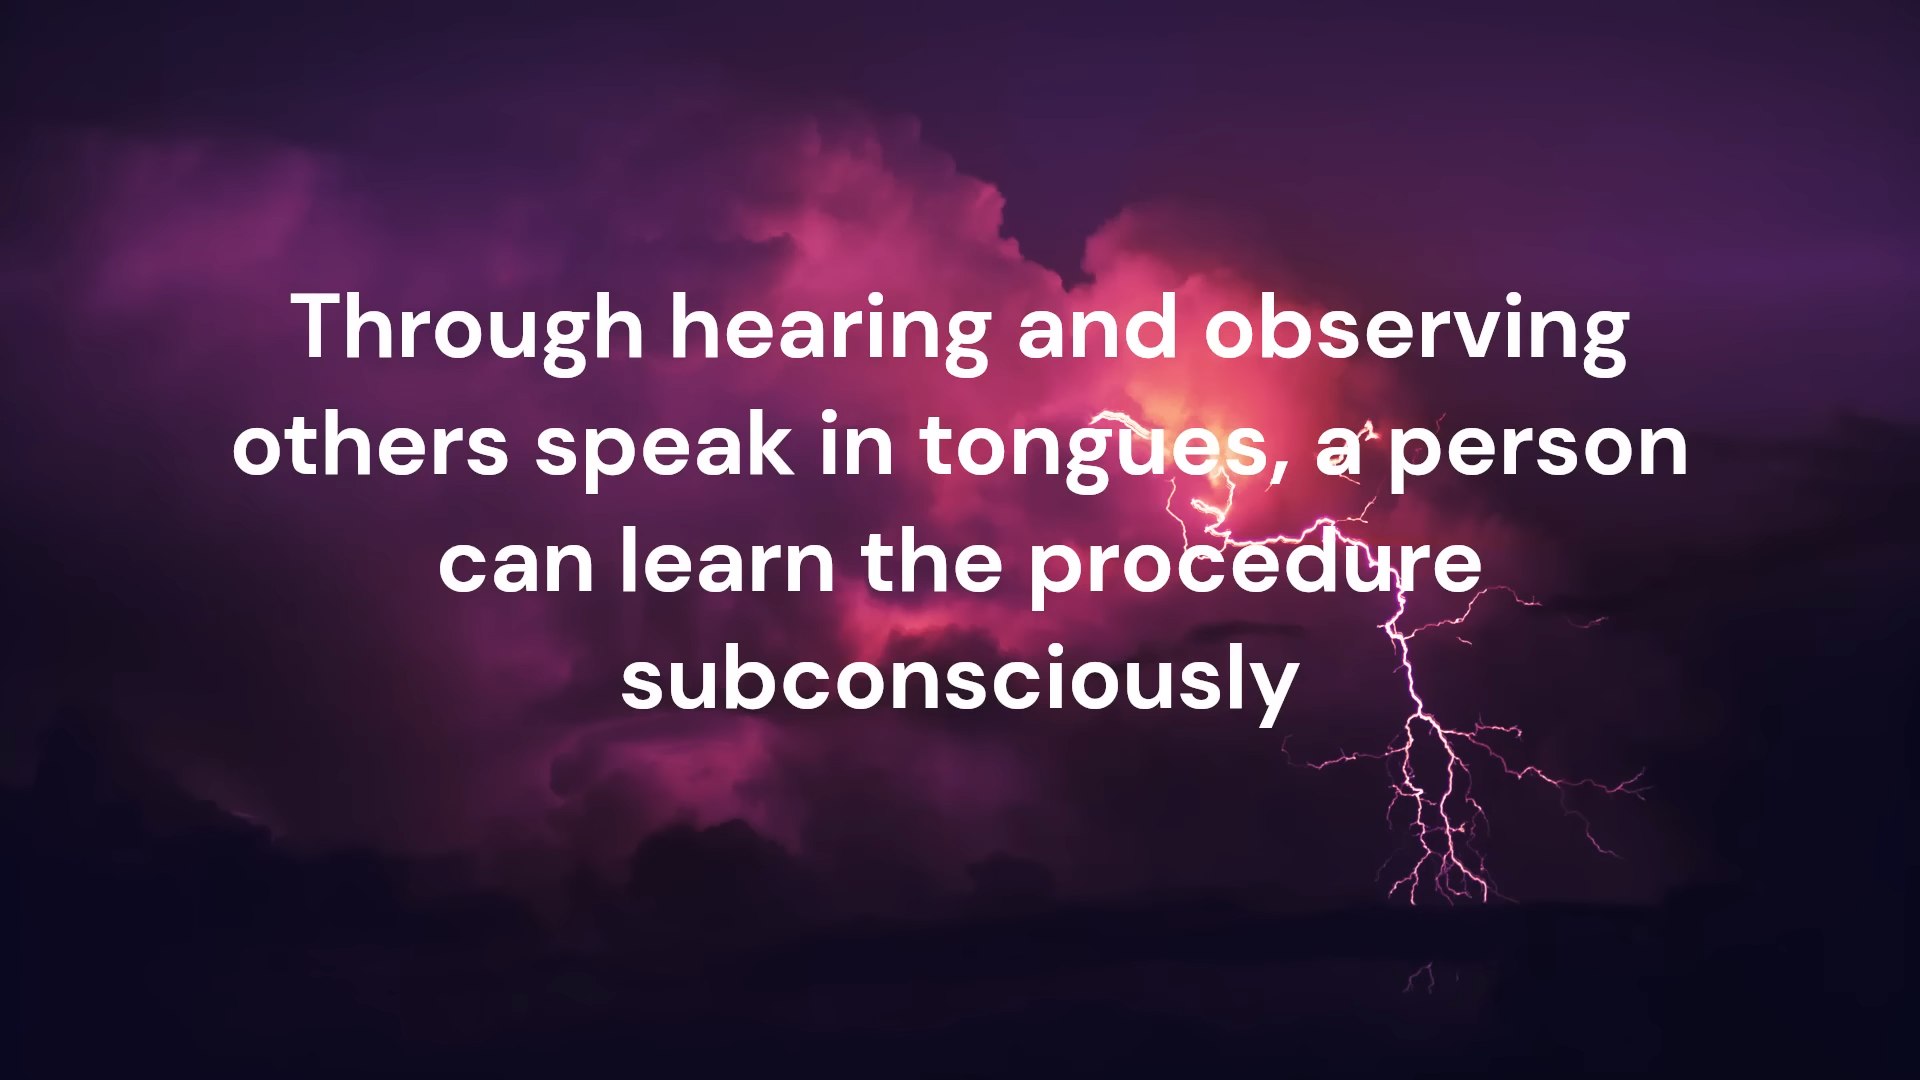 Through hearing and observing
others speak in tongues, a person
can learn the procedure
subconsciously